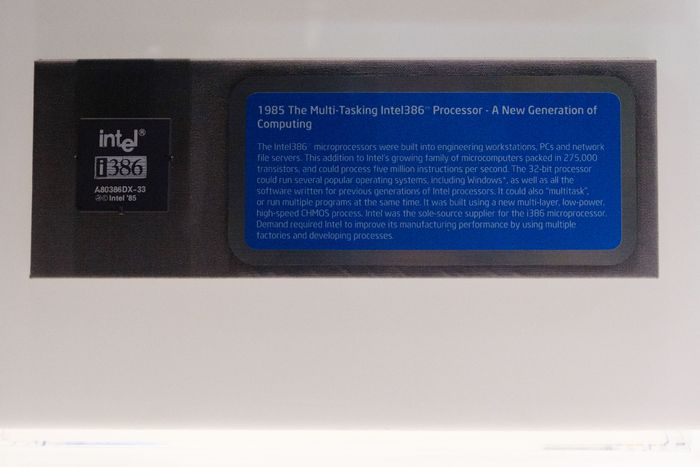 intel®
i386
A80386DX-33
Ⓜ©Intel '85
1985 The Multi-Tasking Intel386™ Processor - A New Generation of
Computing
The Intel386™ microprocessors were built into engineering workstations, PCs and network
file servers. This addition to Intel's growing family of microcomputers packed in 275,000
transistors, and could process five million instructions per second. The 32-bit processor
could run several popular operating systems, including Windows*, as well as all the
software written for previous generations of Intel processors. It could also "multitask",
or run multiple programs at the same time. It was built using a new multi-layer, low-power,
high-speed CHMOS process. Intel was the sole-source supplier for the i386 microprocessor.
Demand required Intel to improve its manufacturing performance by using multiple
factories and developing processes.